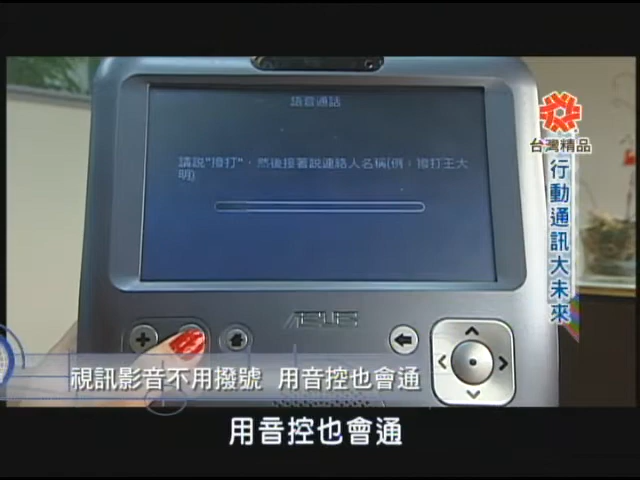 語音通話
請說"撥打"，然後接著說連絡人名稱(例：撥打王大
明)
台灣精品
行動通訊大未來
ASUS
視訊影音不用撥號 用音控也會通
用音控也會通